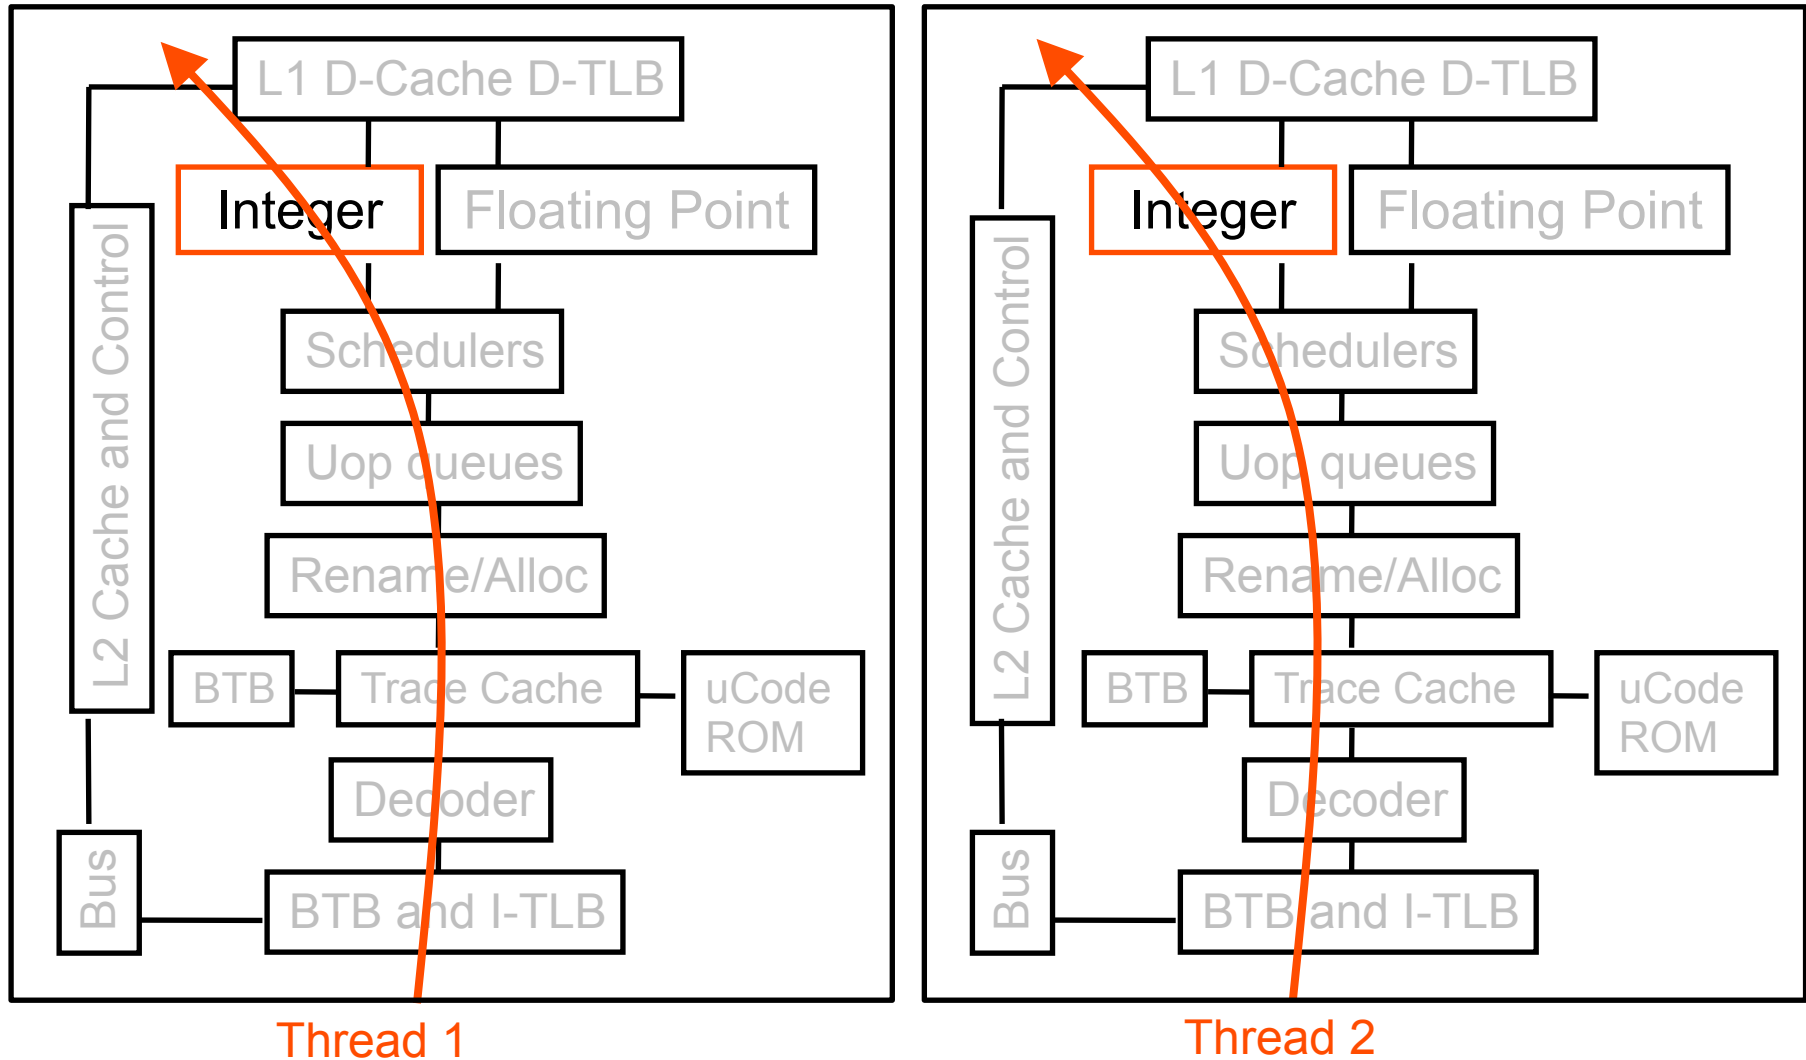 L1 D-Cache D-TLB
Integer
Floating Point
L2 Cache and Control
Schedulers
Uop queues
Rename/Alloc
BTB
Trace Cache
uCode
ROM
Decoder
Bus
BTB and I-TLB
Thread 1
L1 D-Cache D-TLB
Integer
Floating Point
L2 Cache and Control
Schedulers
Uop queues
Rename/Alloc
BTB
Trace Cache
uCode
ROM
Decoder
Bus
BTB and I-TLB
Thread 2